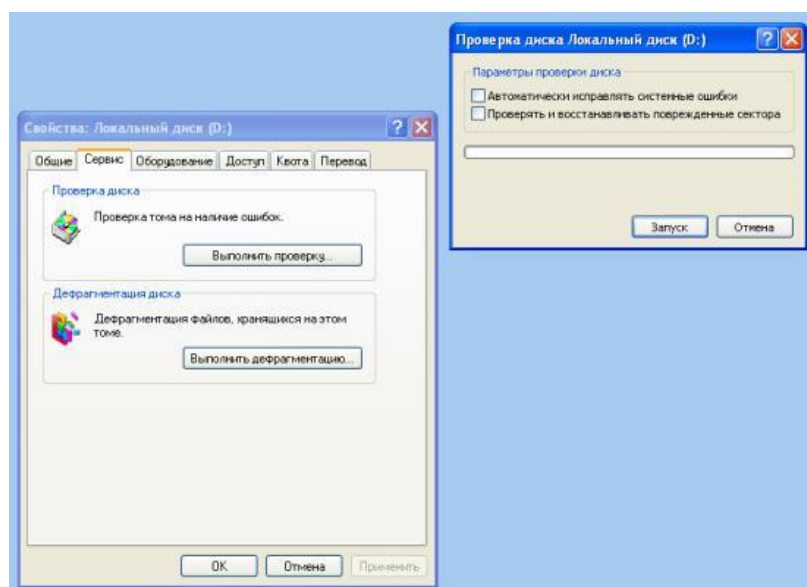 Проверка диска Локальный диск (D:)
Параметры проверки диска
Автоматически исправлять системные ошибки
Проверять и восстанавливать поврежденные сектора
Запуск
Отмена
Свойства: Локальный диск (D:)
Общие Сервис Оборудование Доступ Квота Перевод
Проверка диска
Проверка тома на наличие ошибок.
Выполнить проверку...
Дефрагментация диска
Дефрагментация файлов, хранящихся на этом
томе.
Выполнить дефрагментацию...
OK
Отмена
Применить